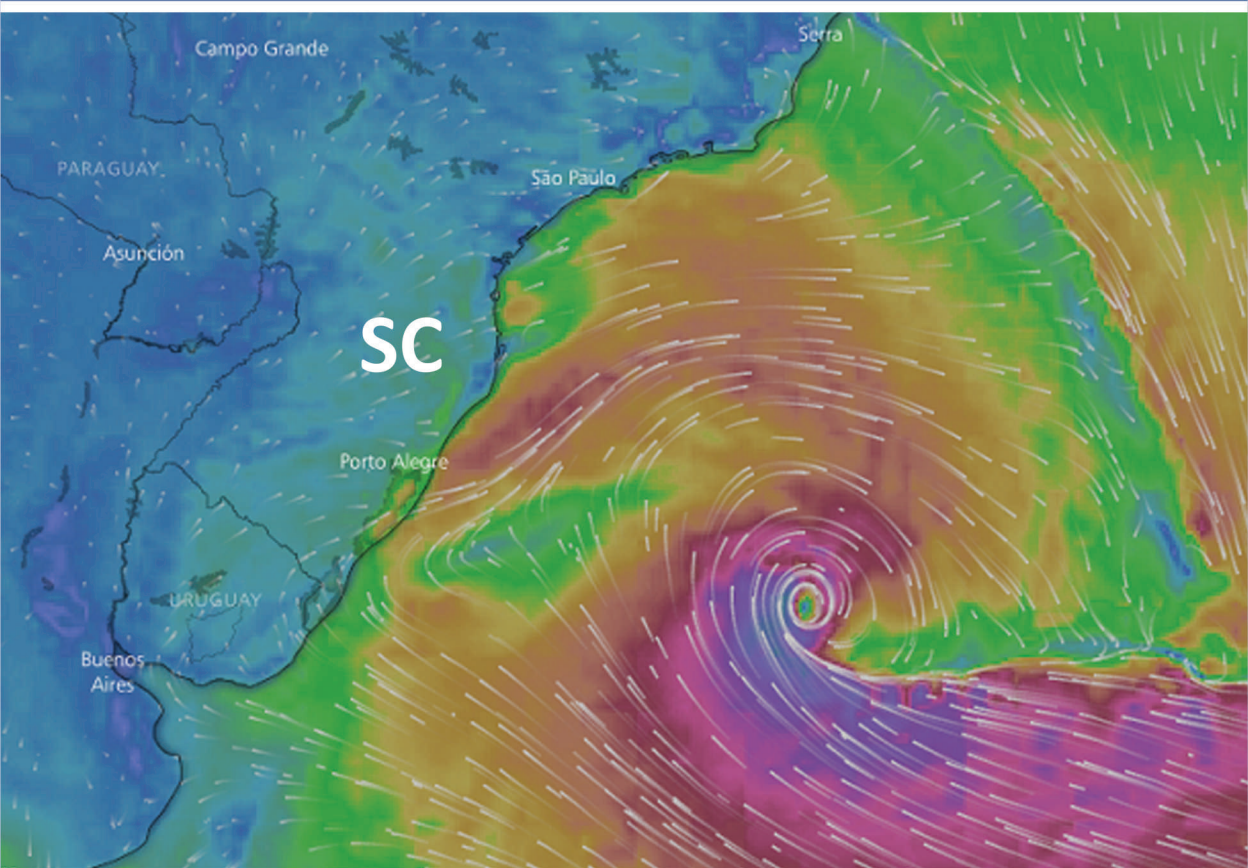 Serra
Campo Grande
PARAGUAY
São Paulo
Asunción
SC
Porto Alegre
URUGUAY
Buenos
Aires